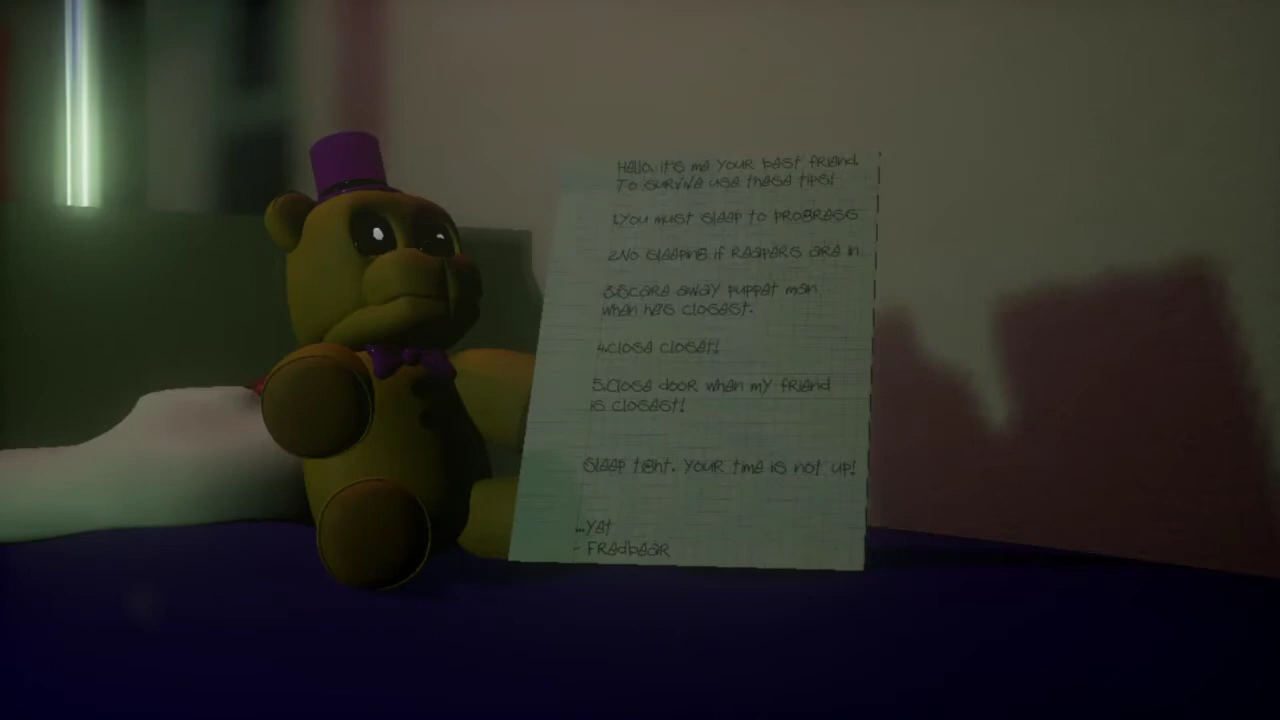 Hello, it's me your best friend.
To survive use these tips!
1.You must sleep to progress
2.No sleeping if Reapers are in
3.Scare away puppet man,
when hes closest.
4.Close closet!
5.Close door when my friend
is closest!
Sleep tight. Your time is not up!
...yet
- Fredbear